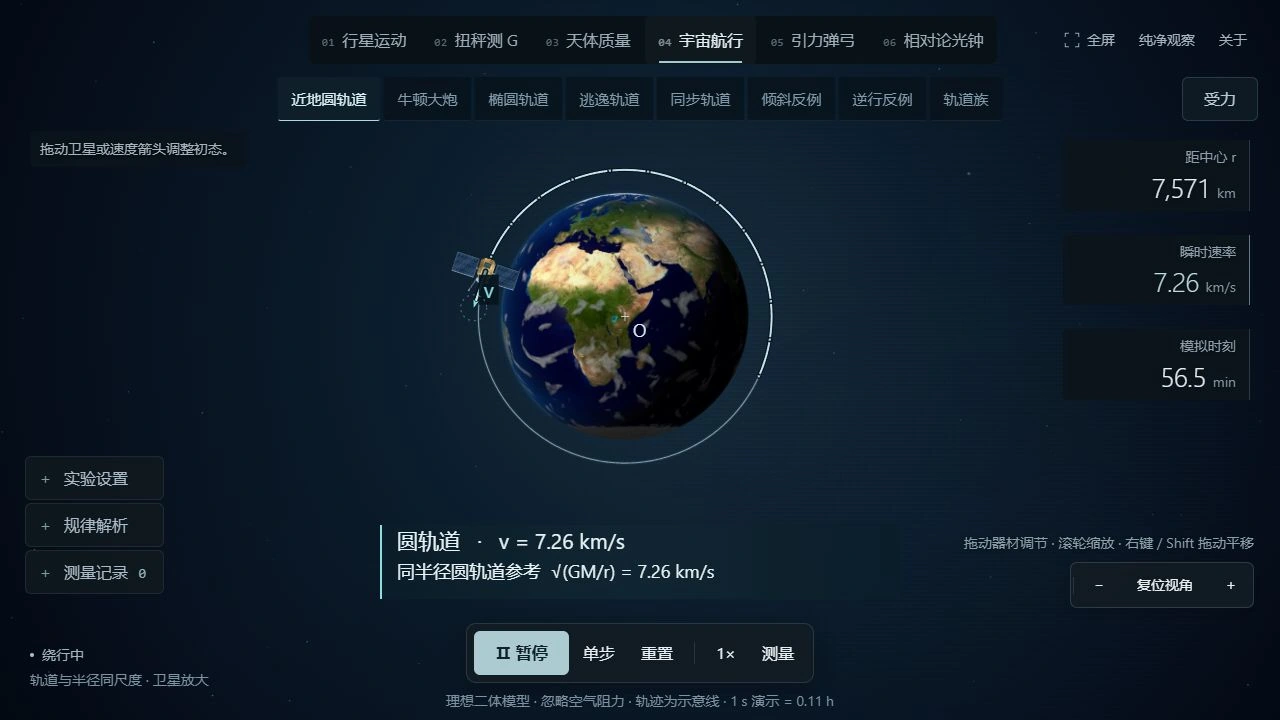 01 行星运动 02 扭秤测 G 03 天体质量 04 宇宙航行 05 引力弹弓 06 相对论光钟
全屏 纯净观察 关于
近地圆轨道 牛顿大炮 椭圆轨道 逃逸轨道 同步轨道 倾斜反例 逆行反例 轨道族
受力
拖动卫星或速度箭头调整初态。
距中心 r
7,571 km
瞬时速率
7.26 km/s
模拟时刻
56.5 min
V
O
+ 实验设置
+ 规律解析
+ 测量记录 0
圆轨道 · v = 7.26 km/s
同半径圆轨道参考 √(GM/r) = 7.26 km/s
拖动器材调节 · 滚轮缩放 · 右键 / Shift 拖动平移
− 复位视角 +
• 绕行中
轨道与半径同尺度 · 卫星放大
暂停 单步 重置 1× 测量
理想二体模型 · 忽略空气阻力 · 轨迹为示意线 · 1 s 演示 = 0.11 h